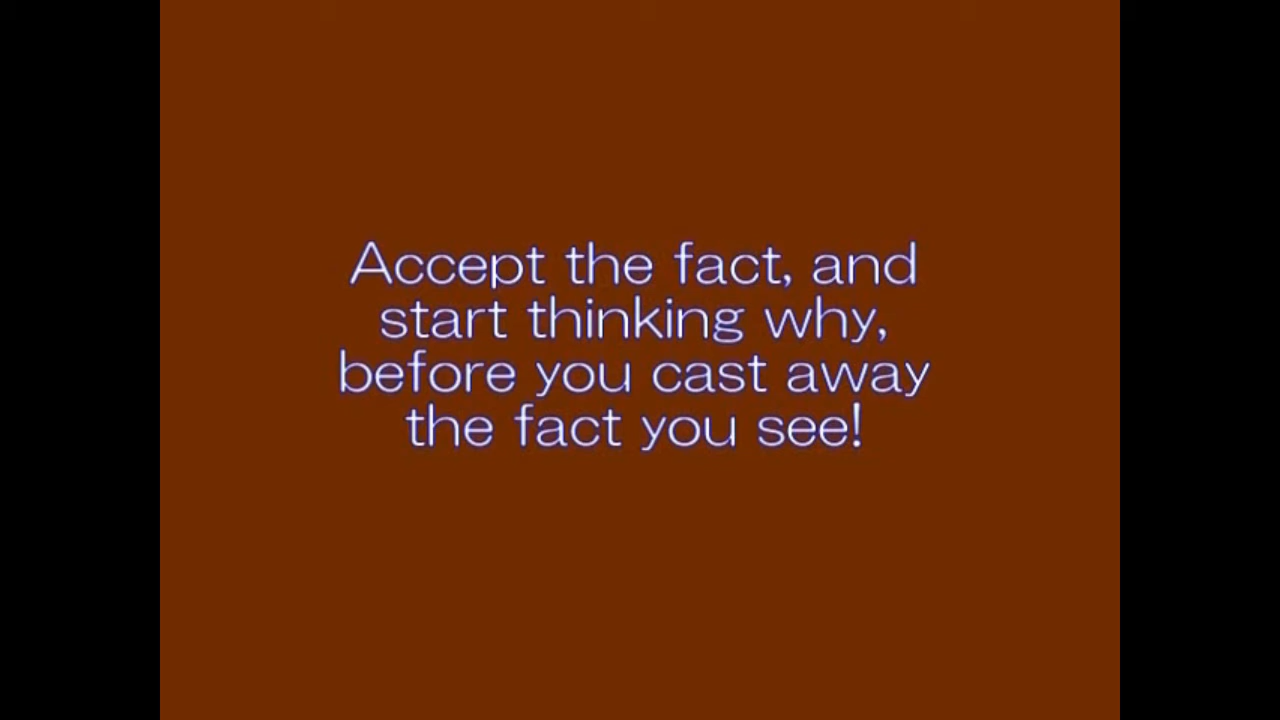 Accept the fact, and
start thinking why,
before you cast away
the fact you see!